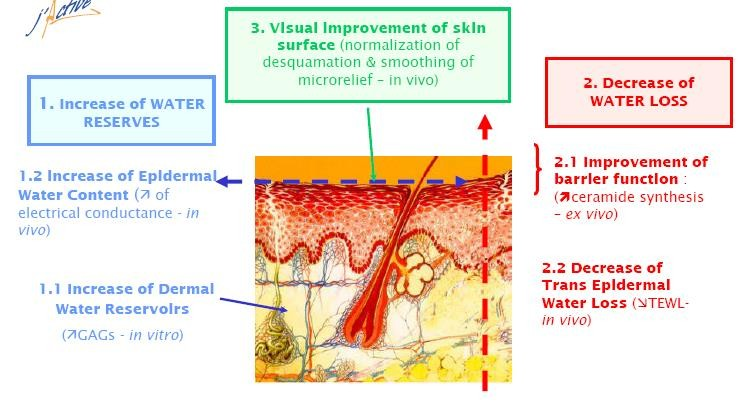 j'Active
3. Visual improvement of skin
surface (normalization of
desquamation & smoothing of
microrelief – in vivo)
1. Increase of WATER
RESERVES
2. Decrease of
WATER LOSS
1.2 Increase of Epidermal
Water Content (↗ of
electrical conductance - in
vivo)
1.1 Increase of Dermal
Water Reservoirs
(↗GAGs - in vitro)
2.1 Improvement of
barrier function :
(↗ceramide synthesis
– ex vivo)
2.2 Decrease of
Trans Epidermal
Water Loss (↘TEWL-
in vivo)